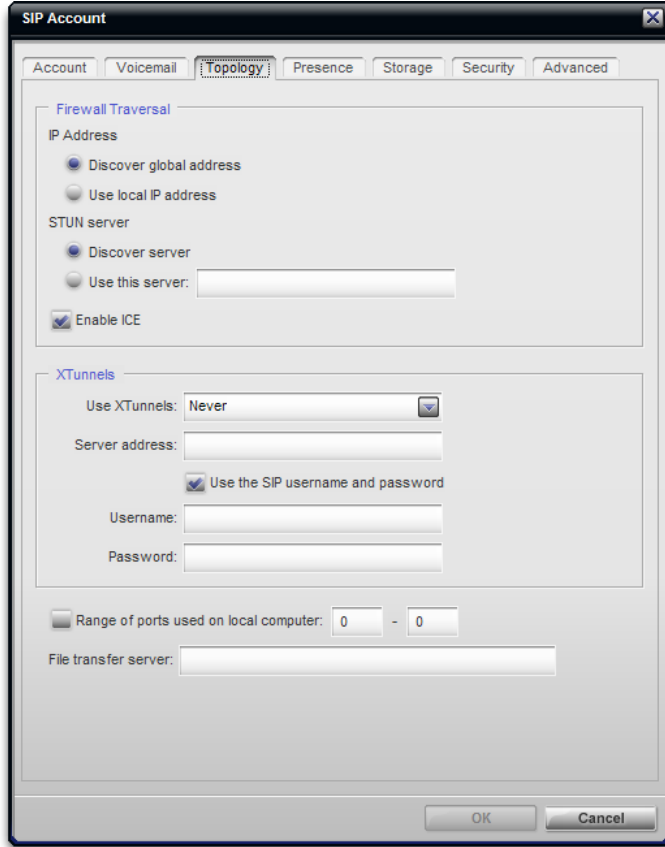 SIP Account
Account Voicemail Topology Presence Storage Security Advanced
Firewall Traversal
IP Address
Discover global address
Use local IP address
STUN server
Discover server
Use this server:
Enable ICE
XTunnels
Use XTunnels: Never
Server address:
Use the SIP username and password
Username:
Password:
Range of ports used on local computer: 0 - 0
File transfer server:
OK Cancel